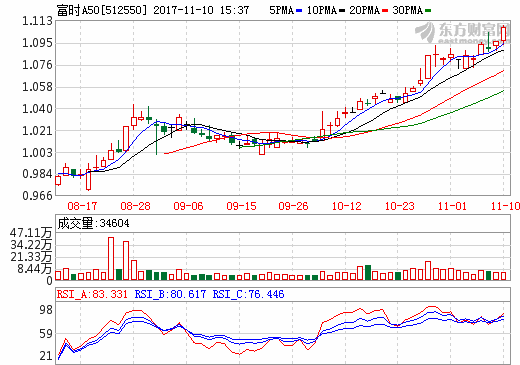 富时A50[512550] 2017-11-10 15:37 5PMA 10PMA 20PMA 30PMA
东方财富网
eastmoney.com
1.113
1.095
1.076
1.058
1.040
1.021
1.003
0.984
0.966
08-17 08-28 09-06 09-15 09-26 10-12 10-23 11-01 11-10
成交量:34604
47.11万
34.22万
21.33万
8.44万
0
RSI_A:83.331 RSI_B:80.617 RSI_C:76.446
98
59
21